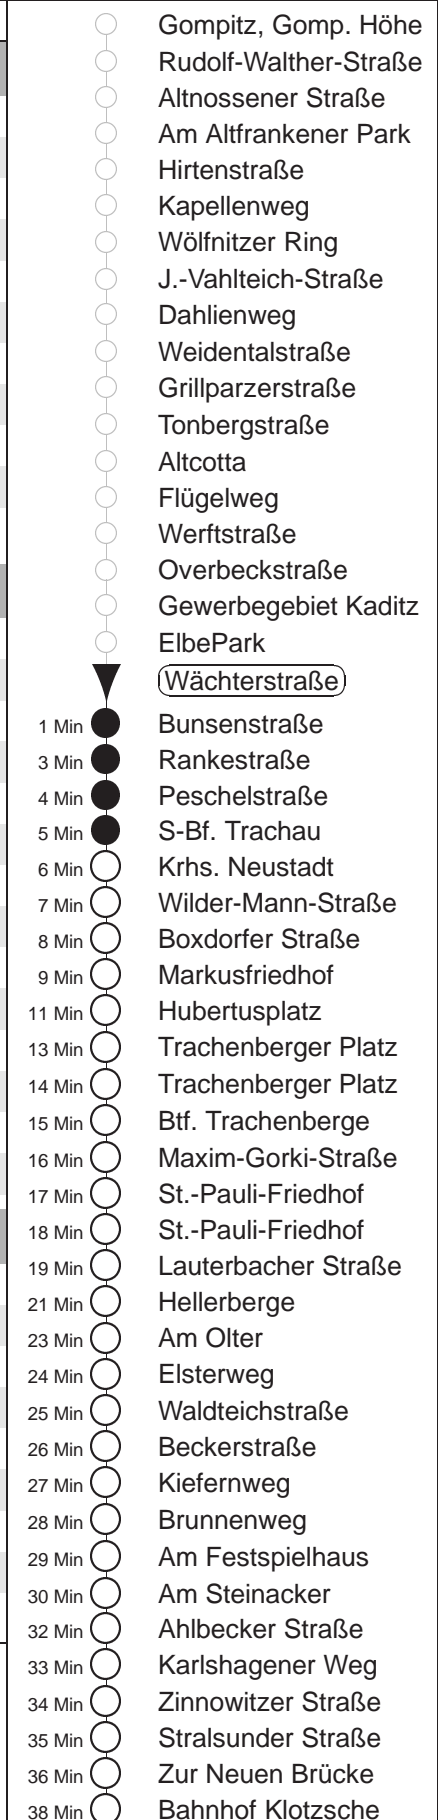 Gompitz, Gomp. Höhe
Rudolf-Walther-Straße
Altnossener Straße
Am Altfrankener Park
Hirtenstraße
Kapellenweg
Wölfnitzer Ring
J.-Vahlteich-Straße
Dahlienweg
Weidentalstraße
Grillparzerstraße
Tonbergstraße
Altcotta
Flügelweg
Werftstraße
Overbeckstraße
Gewerbegebiet Kaditz
ElbePark
Wächterstraße
1 Min Bunsenstraße
3 Min Rankestraße
4 Min Peschelstraße
5 Min S-Bf. Trachau
6 Min Krhs. Neustadt
7 Min Wilder-Mann-Straße
8 Min Boxdorfer Straße
9 Min Markusfriedhof
11 Min Hubertusplatz
13 Min Trachenberger Platz
14 Min Trachenberger Platz
15 Min Btf. Trachenberge
16 Min Maxim-Gorki-Straße
17 Min St.-Pauli-Friedhof
18 Min St.-Pauli-Friedhof
19 Min Lauterbacher Straße
21 Min Hellerberge
23 Min Am Olter
24 Min Elsterweg
25 Min Waldteichstraße
26 Min Beckerstraße
27 Min Kiefernweg
28 Min Brunnenweg
29 Min Am Festspielhaus
30 Min Am Steinacker
32 Min Ahlbecker Straße
33 Min Karlshagener Weg
34 Min Zinnowitzer Straße
35 Min Stralsunder Straße
36 Min Zur Neuen Brücke
38 Min Bahnhof Klotzsche